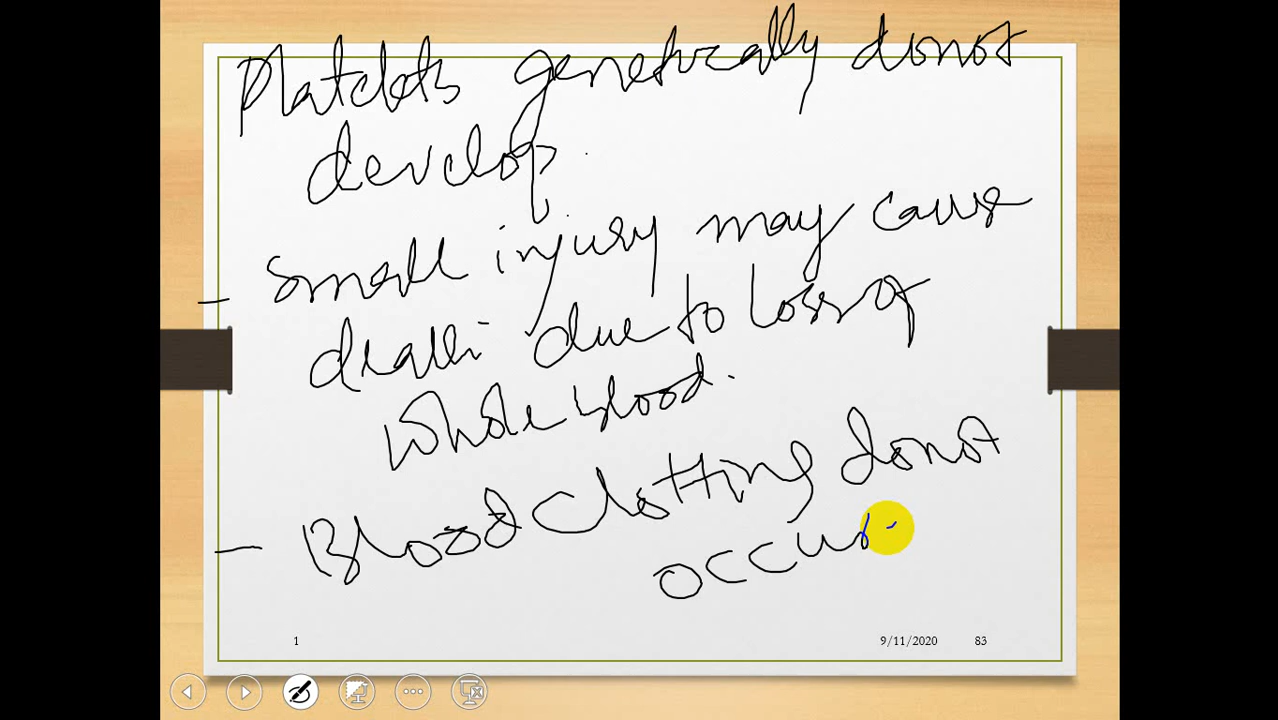 Platelets genetically donot
develop.
- Small injury may cause
death due to loss of
whole blood.
- Blood Clotting donot
occur
1 9/11/2020 83